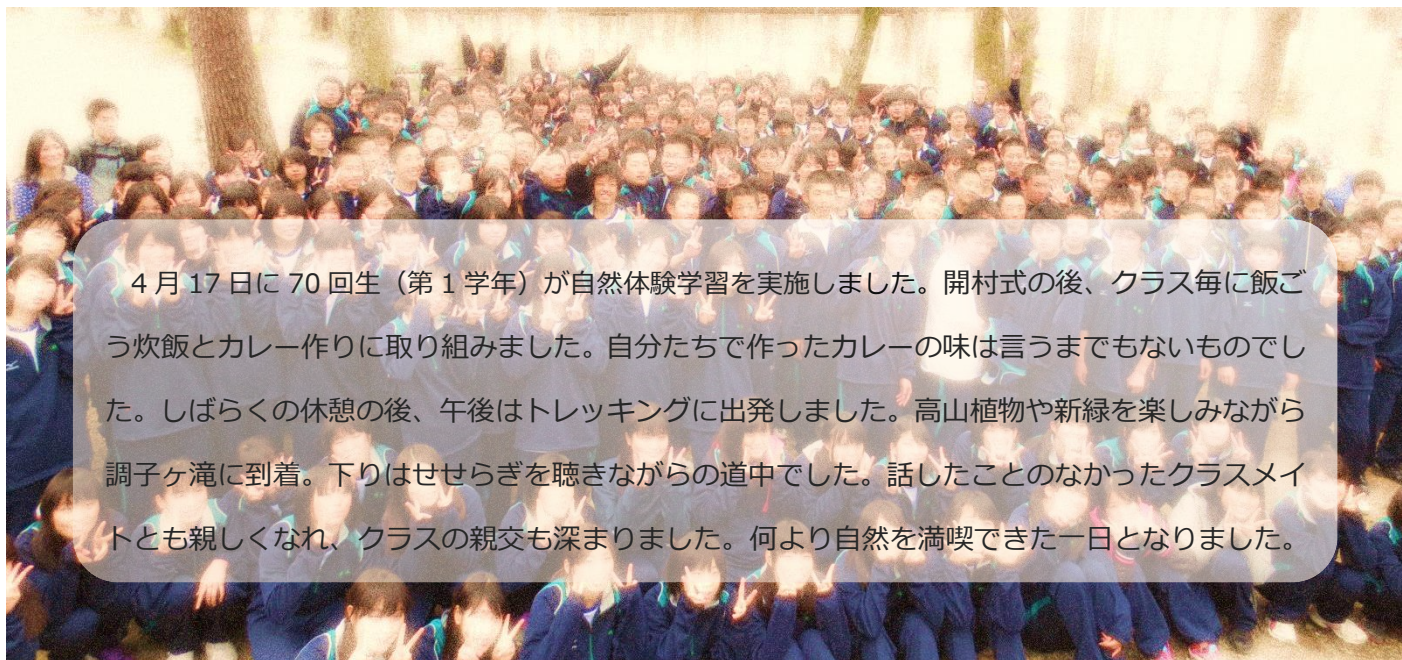 ４月 17 日に 70 回生（第 1 学年）が自然体験学習を実施しました。開村式の後、クラス毎に飯ご
う炊飯とカレー作りに取り組みました。自分たちで作ったカレーの味は言うまでもないものでし
た。しばらくの休憩の後、午後はトレッキングに出発しました。高山植物や新緑を楽しみながら
調子ヶ滝に到着。下りはせせらぎを聴きながらの道中でした。話したことのなかったクラスメイ
トとも親しくなれ、クラスの親交も深まりました。何より自然を満喫できた一日となりました。